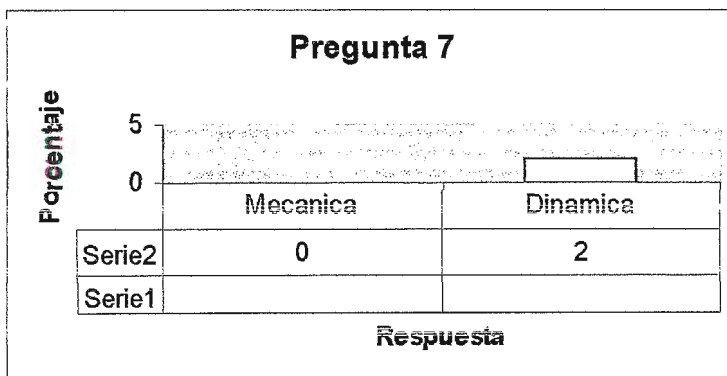 Pregunta 7
Porcentaje
5
0
Mecanica Dinamica
Serie2 0 2
Serie1
Respuesta